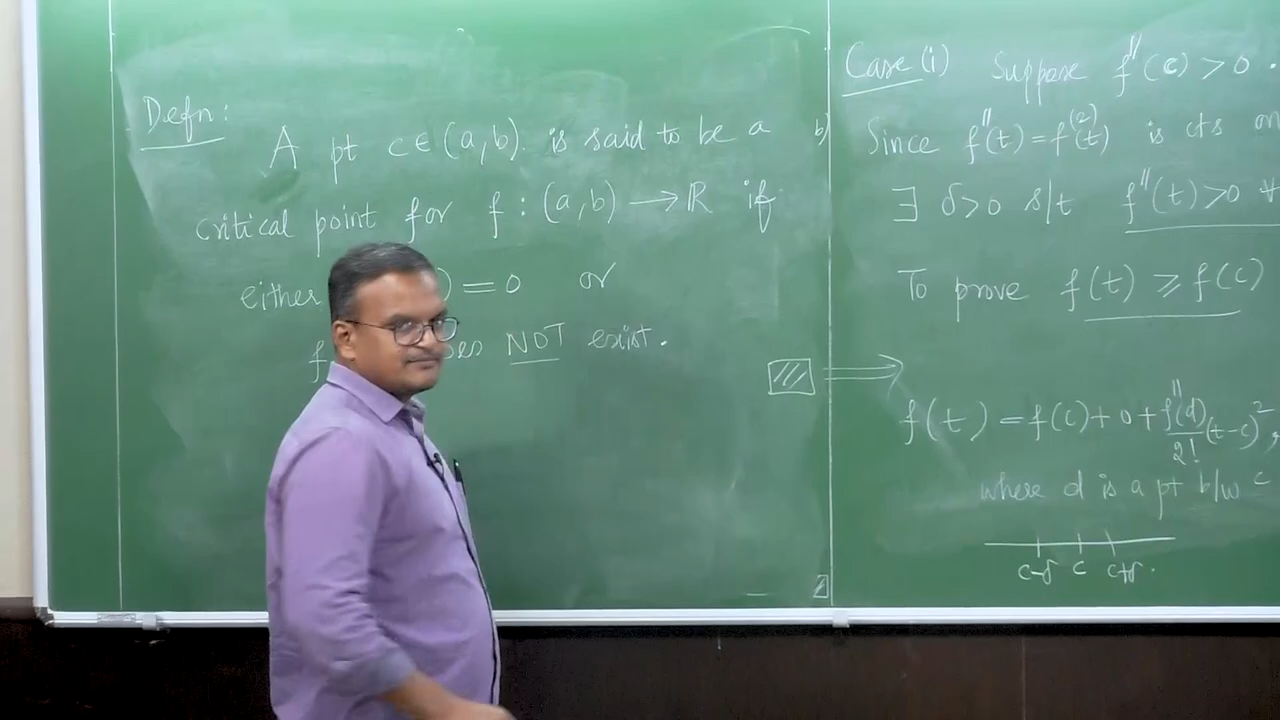 Defn:
A pt c ∈ (a,b) is said to be a
critical point for f : (a,b) → ℝ if
either ) = 0 or
f NOT exist.
b)
Case (i) Suppose f''(c) > 0.
Since f''(t) = f^(2)(t) is cts on
∃ δ>0 s/t f''(t)>0 ∀
To prove f(t) ≥ f(c)
⇒
f(t) = f(c) + 0 + f''(d)/2! (t-c)^2,
where d is a pt b/w c
c-δ c c+δ.